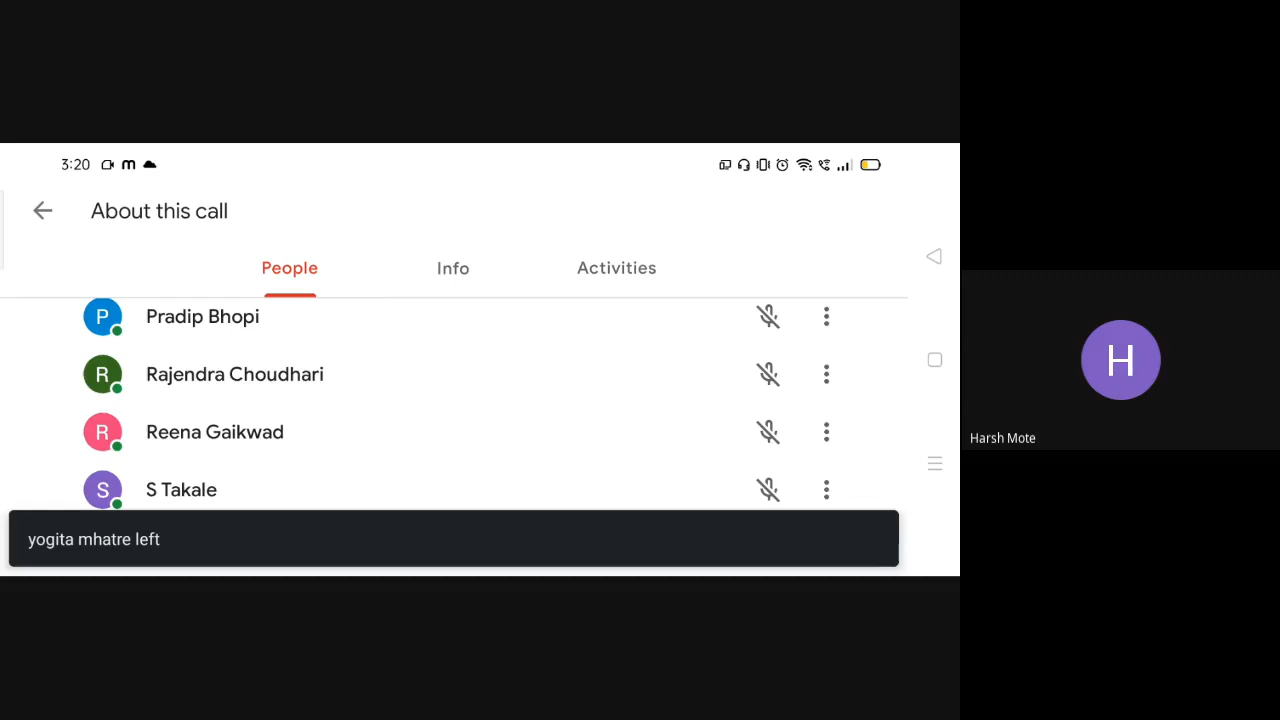 3:20
About this call
People Info Activities
P Pradip Bhopi
R Rajendra Choudhari
R Reena Gaikwad
S S Takale
yogita mhatre left
H
Harsh Mote